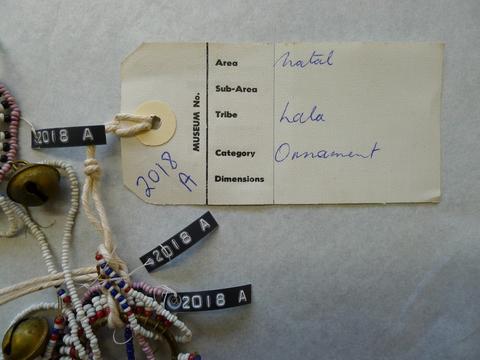 Area Natal
Sub-Area
Tribe Lala
Category Ornament
Dimensions
MUSEUM No.
2018
A
2018 A
2018 A
2018 A